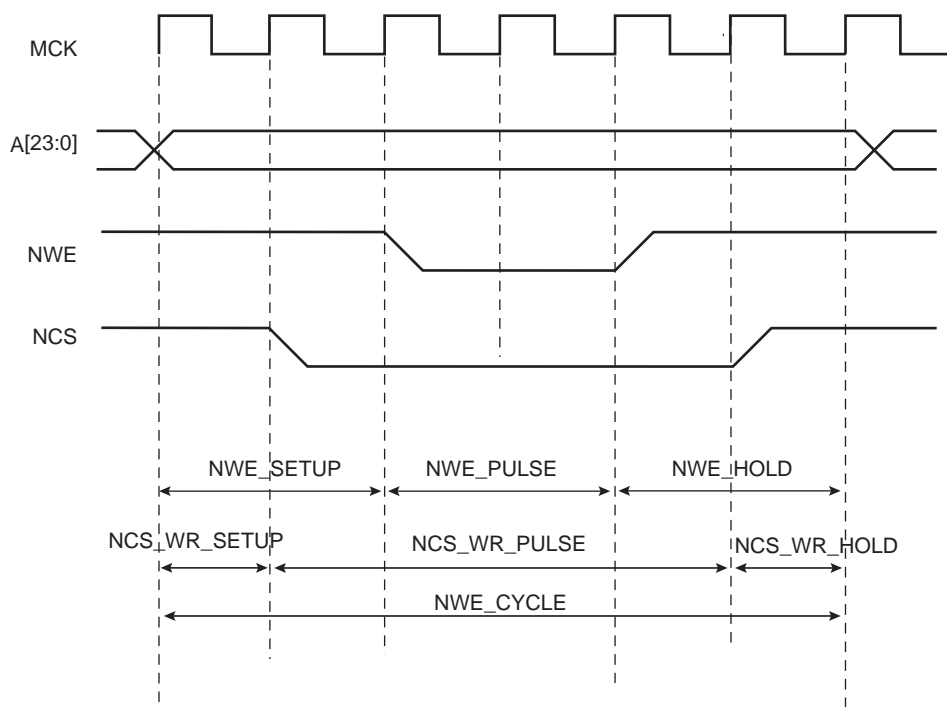 MCK
A[23:0]
NWE
NCS
NWE_SETUP NWE_PULSE NWE_HOLD
NCS_WR_SETUP NCS_WR_PULSE NCS_WR_HOLD
NWE_CYCLE